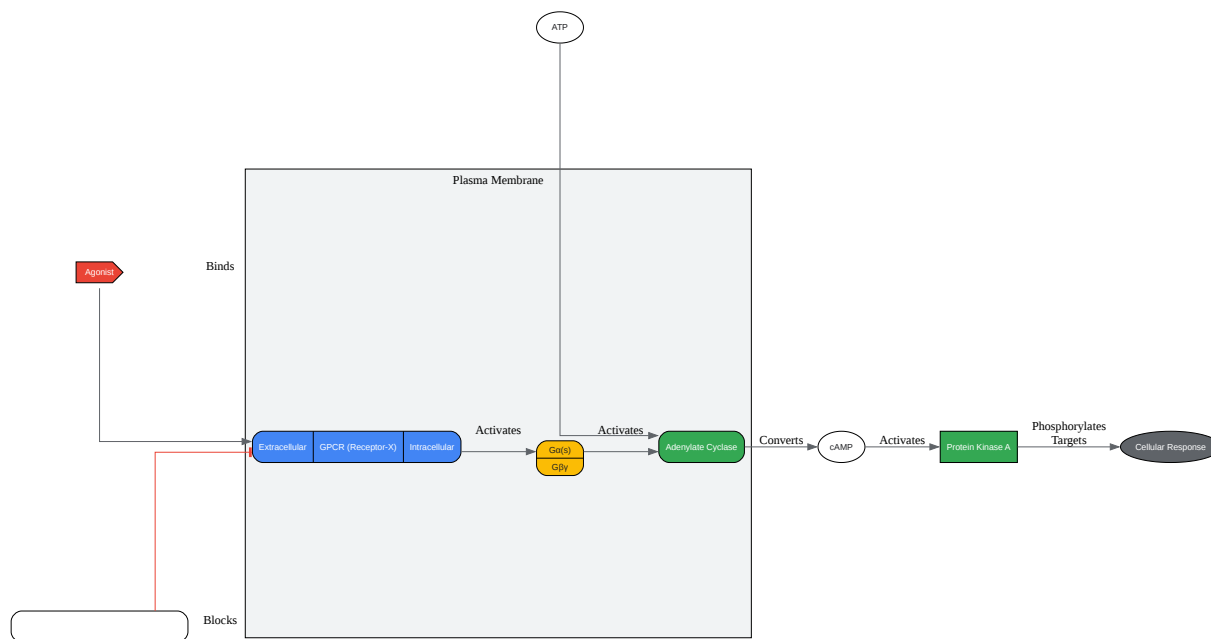 ATP
Plasma Membrane
Agonist
Binds
Extracellular
GPCR (Receptor-X)
Intracellular
Activates
Gα(s)
Gβγ
Activates
Adenylate Cyclase
Converts
cAMP
Activates
Protein Kinase A
Phosphorylates
Targets
Cellular Response
Blocks